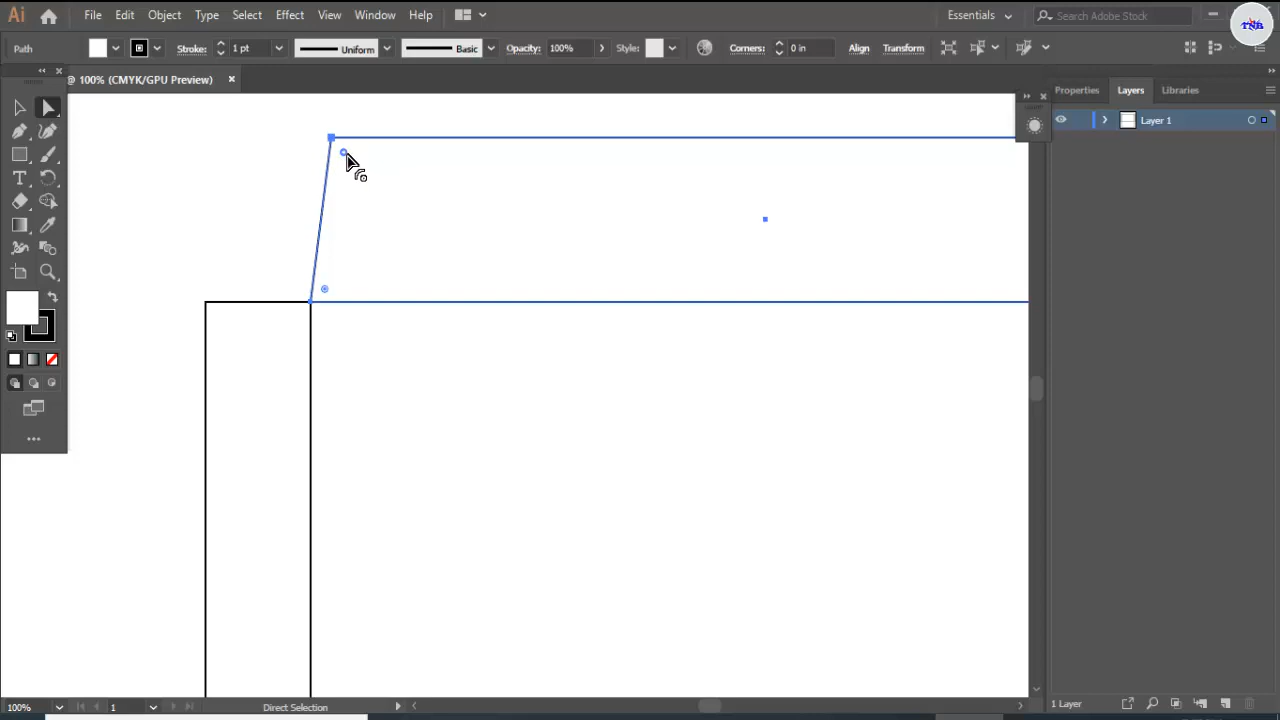 Ai File Edit Object Type Select Effect View Window Help Essentials Search Adobe Stock
TNB
Path Stroke: 1 pt Uniform Basic Opacity: 100% Style: Corners: 0 in Align Transform
@ 100% (CMYK/GPU Preview) ×
Properties Layers Libraries
Layer 1
100% 1 Direct Selection 1 Layer